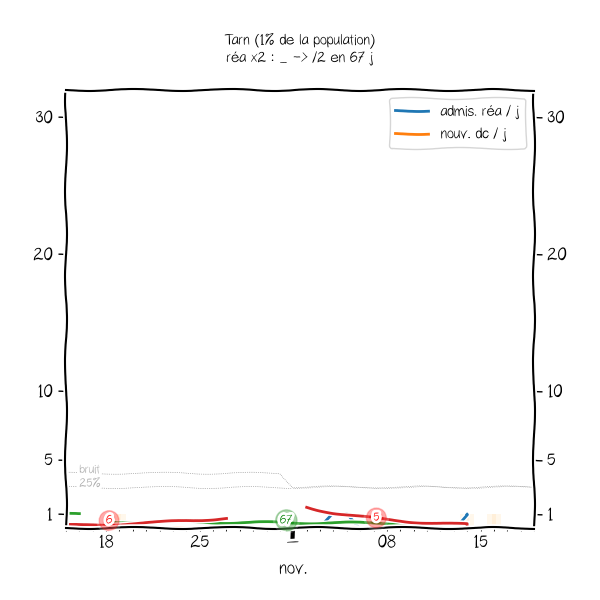 Tarn (1% de la population)
réa x2 : _ -> /2 en 67 j
admis. réa / j
nouv. dc / j
30 30
20 20
10 10
5 5
bruit
25%
1 1
6 67 5
18 25 1 08 15
nov.